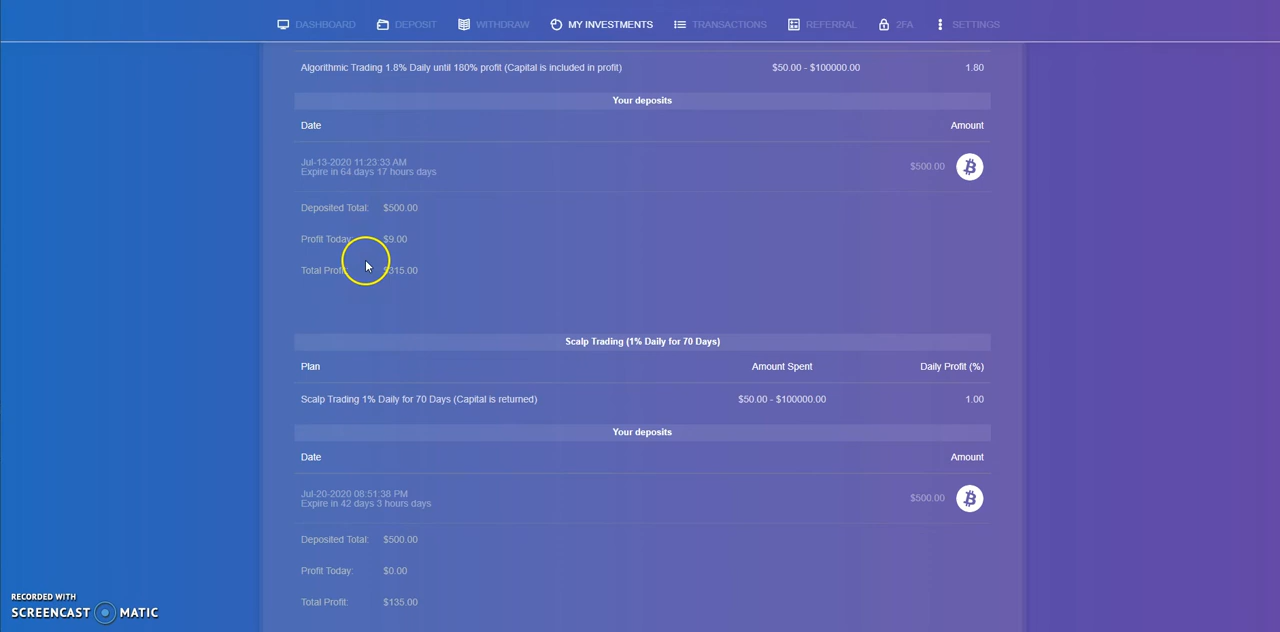 DASHBOARD DEPOSIT WITHDRAW MY INVESTMENTS TRANSACTIONS REFERRAL 2FA SETTINGS
Algorithmic Trading 1.8% Daily until 180% profit (Capital is included in profit) $50.00 - $100000.00 1.80
Your deposits
Date Amount
Jul-13-2020 11:23:33 AM
Expire in 64 days 17 hours days
$500.00
Deposited Total: $500.00
Profit Today: $9.00
Total Profit: $315.00
Scalp Trading (1% Daily for 70 Days)
Plan Amount Spent Daily Profit (%)
Scalp Trading 1% Daily for 70 Days (Capital is returned) $50.00 - $100000.00 1.00
Your deposits
Date Amount
Jul-20-2020 08:51:38 PM
Expire in 42 days 3 hours days
$500.00
Deposited Total: $500.00
Profit Today: $0.00
Total Profit: $135.00
RECORDED WITH
SCREENCAST MATIC